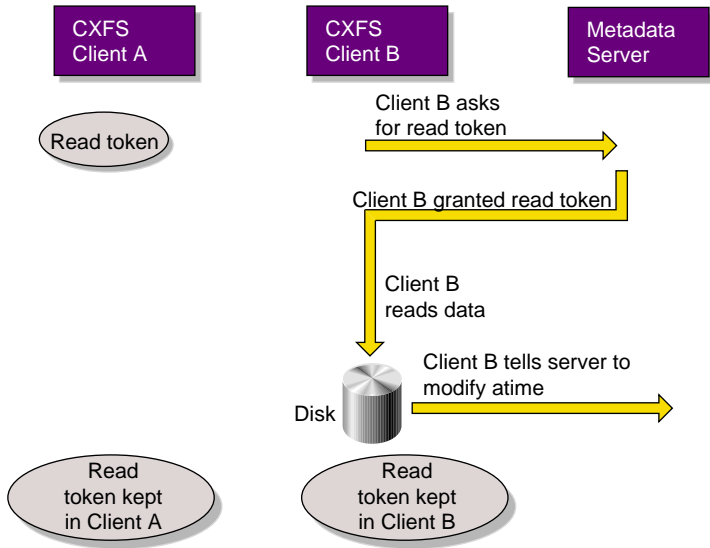 CXFS
Client A
CXFS
Client B
Metadata
Server
Read token
Client B asks
for read token
Client B granted read token
Client B
reads data
Client B tells server to
modify atime
Disk
Read
token kept
in Client A
Read
token kept
in Client B